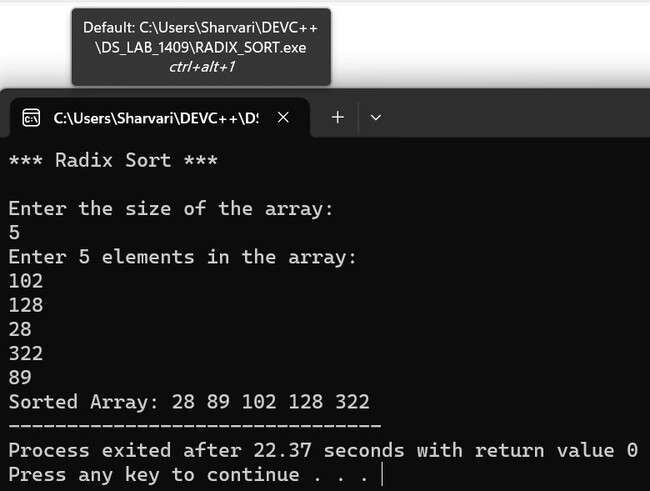 Default: C:\Users\Sharvari\DEVC++
\DS_LAB_1409\RADIX_SORT.exe
ctrl+alt+1
C:\Users\Sharvari\DEVC++\DS
*** Radix Sort ***
Enter the size of the array:
5
Enter 5 elements in the array:
102
128
28
322
89
Sorted Array: 28 89 102 128 322
--------------------------------
Process exited after 22.37 seconds with return value 0
Press any key to continue . . .